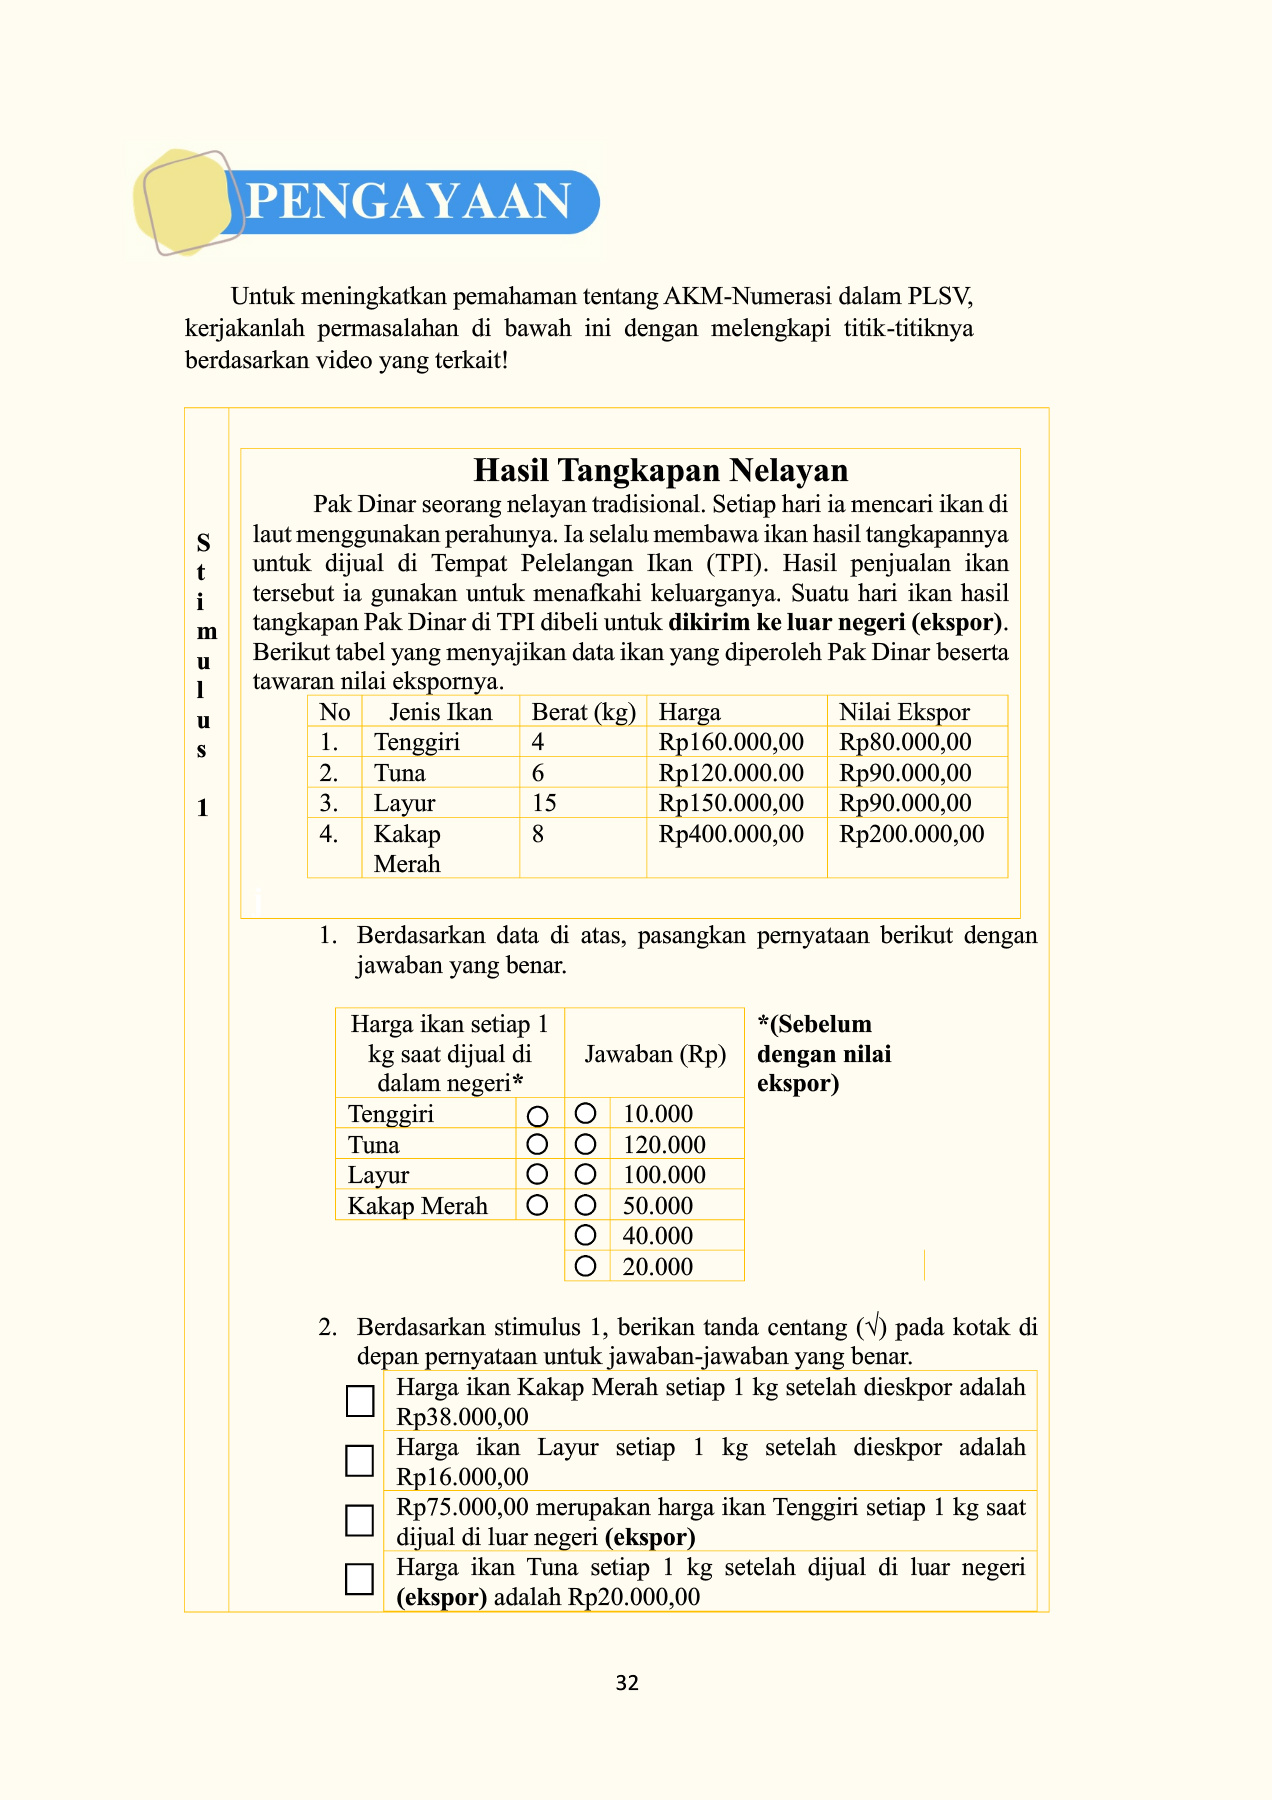 PENGAYAAN
Untuk meningkatkan pemahaman tentang AKM-Numerasi dalam PLSV,
kerjakanlah permasalahan di bawah ini dengan melengkapi titik-titiknya
berdasarkan video yang terkait!
Stimulus 1
Hasil Tangkapan Nelayan
Pak Dinar seorang nelayan tradisional. Setiap hari ia mencari ikan di
laut menggunakan perahunya. Ia selalu membawa ikan hasil tangkapannya
untuk dijual di Tempat Pelelangan Ikan (TPI). Hasil penjualan ikan
tersebut ia gunakan untuk menafkahi keluarganya. Suatu hari ikan hasil
tangkapan Pak Dinar di TPI dibeli untuk dikirim ke luar negeri (ekspor).
Berikut tabel yang menyajikan data ikan yang diperoleh Pak Dinar beserta
tawaran nilai ekspornya.
No Jenis Ikan Berat (kg) Harga Nilai Ekspor
1. Tenggiri 4 Rp160.000,00 Rp80.000,00
2. Tuna 6 Rp120.000.00 Rp90.000,00
3. Layur 15 Rp150.000,00 Rp90.000,00
4. Kakap 8 Rp400.000,00 Rp200.000,00
Merah
1. Berdasarkan data di atas, pasangkan pernyataan berikut dengan
jawaban yang benar.
Harga ikan setiap 1
kg saat dijual di
dalam negeri*
Jawaban (Rp)
*(Sebelum
dengan nilai
ekspor)
Tenggiri 10.000
Tuna 120.000
Layur 100.000
Kakap Merah 50.000
40.000
20.000
2. Berdasarkan stimulus 1, berikan tanda centang (√) pada kotak di
depan pernyataan untuk jawaban-jawaban yang benar.
Harga ikan Kakap Merah setiap 1 kg setelah dieskpor adalah
Rp38.000,00
Harga ikan Layur setiap 1 kg setelah dieskpor adalah
Rp16.000,00
Rp75.000,00 merupakan harga ikan Tenggiri setiap 1 kg saat
dijual di luar negeri (ekspor)
Harga ikan Tuna setiap 1 kg setelah dijual di luar negeri
(ekspor) adalah Rp20.000,00
32